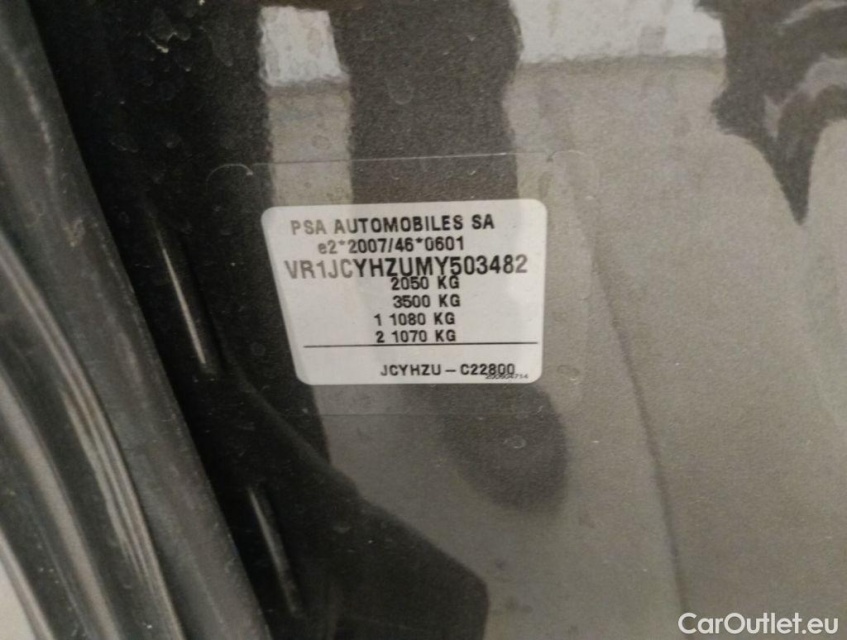 PSA AUTOMOBILES SA
e2*2007/46*0601
VR1JCYHZUMY503482
2050 KG
3500 KG
1 1080 KG
2 1070 KG
JCYHZU - C22800
CarOutlet.eu